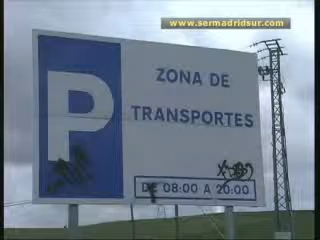 www.sermadridsur.com
P
ZONA DE
TRANSPORTES
DE 08:00 A 20:00